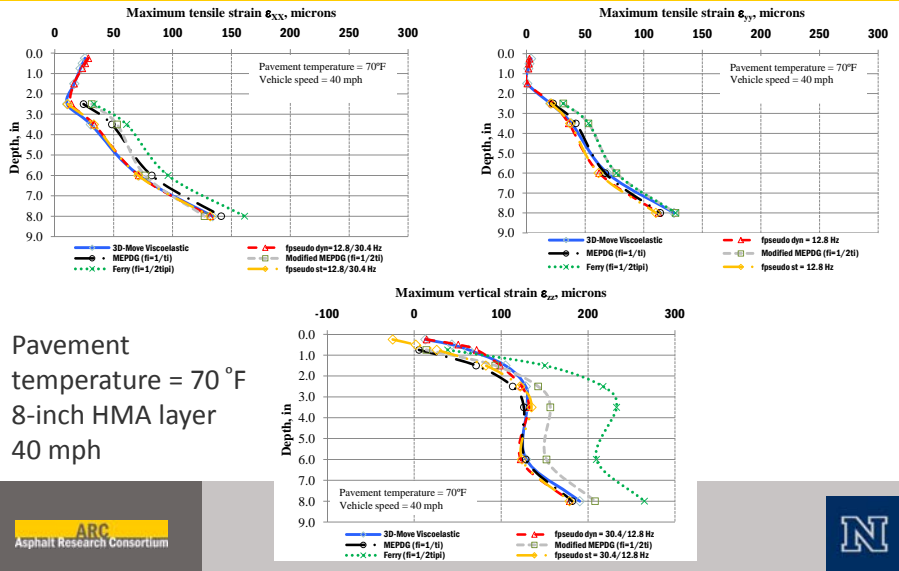 Maximum tensile strain εxx, microns
0 50 100 150 200 250 300
0.0
1.0
2.0
3.0
4.0
5.0
6.0
7.0
8.0
9.0
Depth, in
Pavement temperature = 70ºF
Vehicle speed = 40 mph
3D-Move Viscoelastic
fpseudo dyn=12.8/30.4 Hz
MEPDG (fi=1/ti)
Modified MEPDG (fi=1/2ti)
Ferry (fi=1/2tipi)
fpseudo st=12.8/30.4 Hz
Maximum tensile strain εyy, microns
0 50 100 150 200 250 300
0.0
1.0
2.0
3.0
4.0
5.0
6.0
7.0
8.0
9.0
Depth, in
Pavement temperature = 70ºF
Vehicle speed = 40 mph
3D-Move Viscoelastic
fpseudo dyn = 12.8 Hz
MEPDG (fi=1/ti)
Modified MEPDG (fi=1/2ti)
Ferry (fi=1/2tipi)
fpseudo st = 12.8 Hz
Maximum vertical strain εzz, microns
-100 0 100 200 300
0.0
1.0
2.0
3.0
4.0
5.0
6.0
7.0
8.0
9.0
Depth, in
Pavement temperature = 70ºF
Vehicle speed = 40 mph
3D-Move Viscoelastic
fpseudo dyn = 30.4/12.8 Hz
MEPDG (fi=1/ti)
Modified MEPDG (fi=1/2ti)
Ferry (fi=1/2tipi)
fpseudo st = 30.4/12.8 Hz
Pavement
temperature = 70 °F
8-inch HMA layer
40 mph
ARC
Asphalt Research Consortium
N